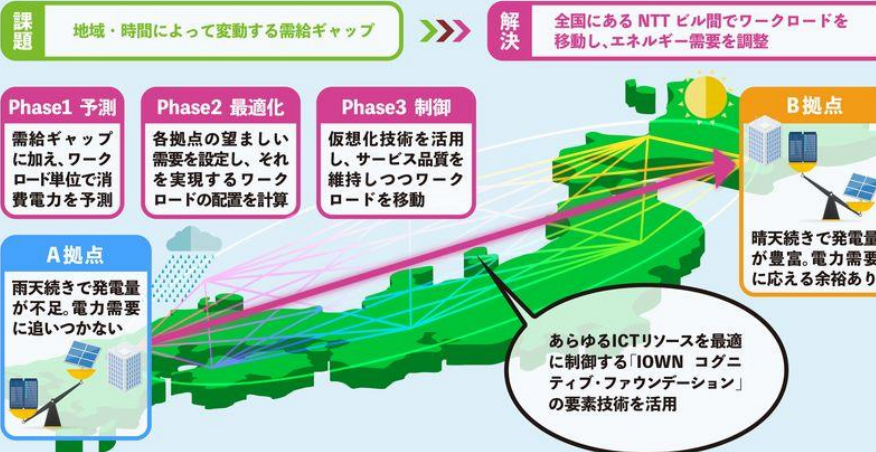 課題
地域・時間によって変動する需給ギャップ
解決
全国にある NTT ビル間でワークロードを
移動し、エネルギー需要を調整
Phase1 予測
需給ギャップ
に加え、ワーク
ロード単位で消
費電力を予測
Phase2 最適化
各拠点の望ましい
需要を設定し、それ
を実現するワーク
ロードの配置を計算
Phase3 制御
仮想化技術を活用
し、サービス品質を
維持しつつワーク
ロードを移動
A拠点
雨天続きで発電量
が不足。電力需要
に追いつかない
B拠点
晴天続きで発電量
が豊富。電力需要
に応える余裕あり
あらゆるICTリソースを最適
に制御する「IOWN コグニ
ティブ・ファウンデーション」
の要素技術を活用